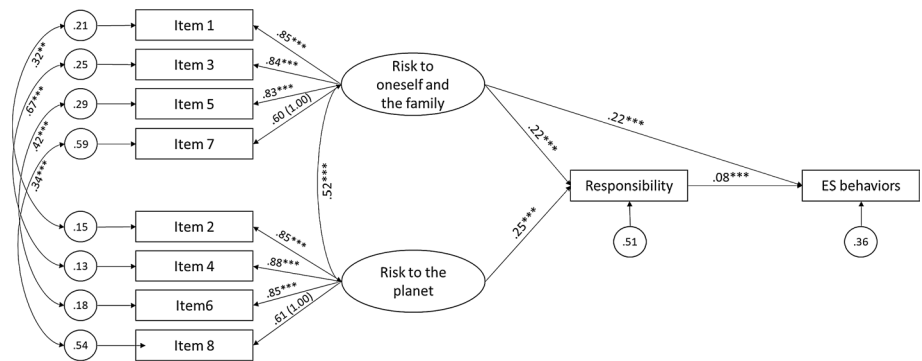 .21
Item 1
.25
Item 3
.29
Item 5
.59
Item 7
.32**
.67***
.42***
.34***
.15
Item 2
.13
Item 4
.18
Item6
.54
Item 8
.85***
.84***
.83***
.60 (1.00)
.52***
.85***
.88***
.85***
.61 (1.00)
Risk to
oneself and
the family
Risk to the
planet
.22***
.22***
.25***
Responsibility
.08***
ES behaviors
.51
.36